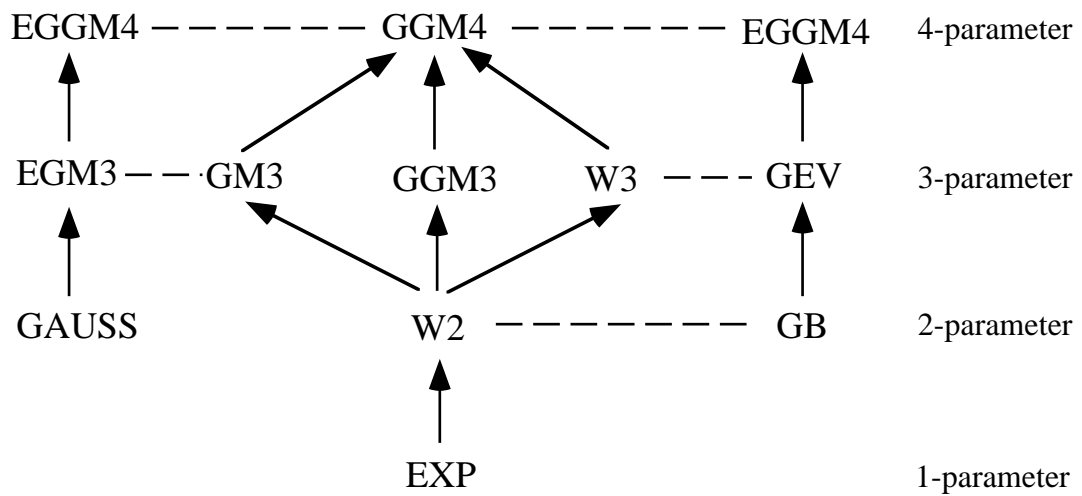 EGGM4 GGM4 EGGM4 4-parameter
EGM3 GM3 GGM3 W3 GEV 3-parameter
GAUSS W2 GB 2-parameter
EXP 1-parameter